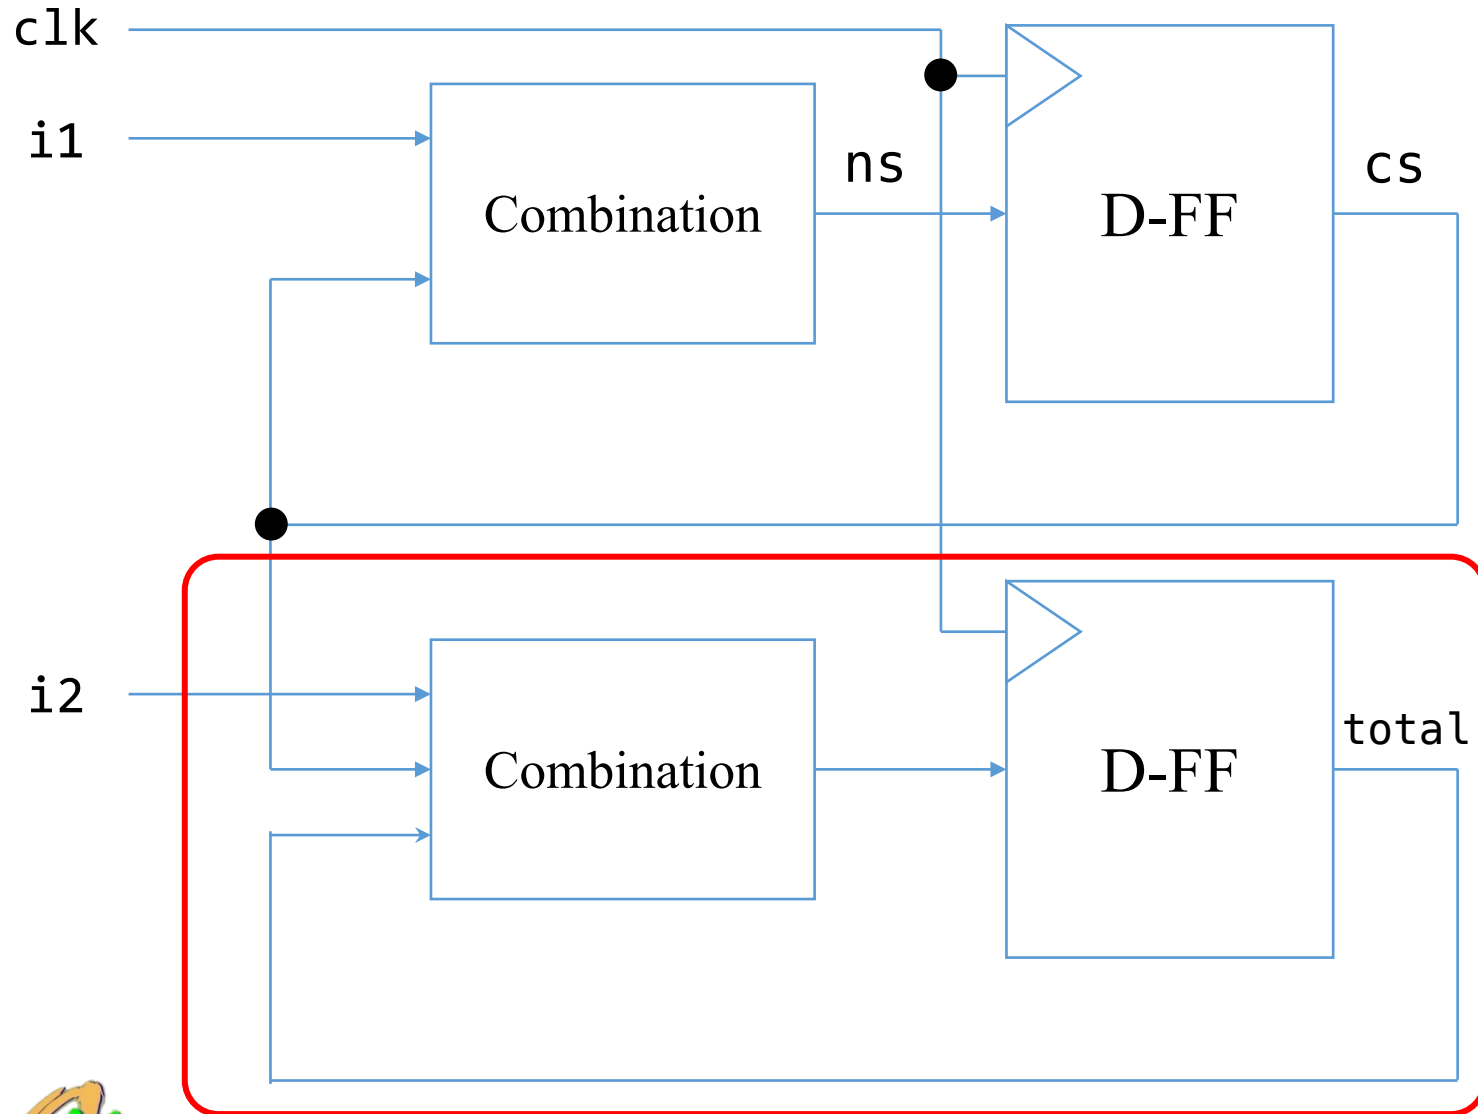 clk
i1
Combination
ns
D-FF
cs
i2
Combination
D-FF
total